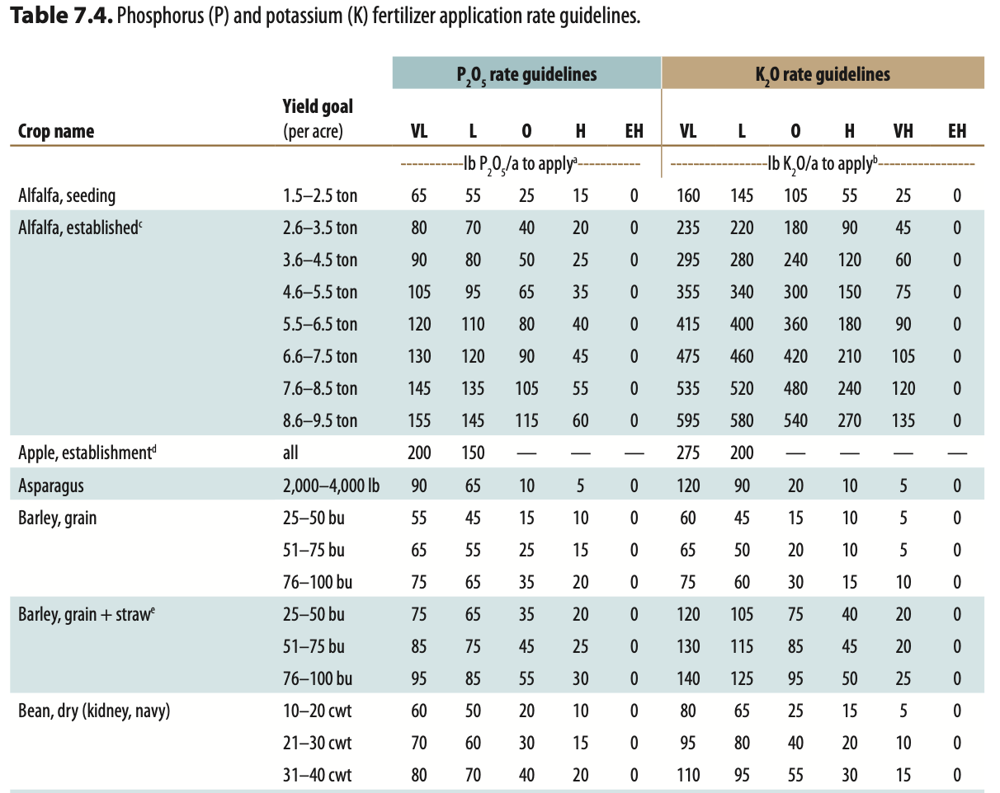 Table 7.4. Phosphorus (P) and potassium (K) fertilizer application rate guidelines.
P₂O₅ rate guidelines K₂O rate guidelines
Yield goal
Crop name (per acre) VL L O H EH VL L O H VH EH
------------lb P₂O₅/a to applyᵃ------------ ------------------lb K₂O/a to applyᵇ------------------
Alfalfa, seeding 1.5–2.5 ton 65 55 25 15 0 160 145 105 55 25 0
Alfalfa, establishedᶜ 2.6–3.5 ton 80 70 40 20 0 235 220 180 90 45 0
3.6–4.5 ton 90 80 50 25 0 295 280 240 120 60 0
4.6–5.5 ton 105 95 65 35 0 355 340 300 150 75 0
5.5–6.5 ton 120 110 80 40 0 415 400 360 180 90 0
6.6–7.5 ton 130 120 90 45 0 475 460 420 210 105 0
7.6–8.5 ton 145 135 105 55 0 535 520 480 240 120 0
8.6–9.5 ton 155 145 115 60 0 595 580 540 270 135 0
Apple, establishmentᵈ all 200 150 — — — 275 200 — — — —
Asparagus 2,000–4,000 lb 90 65 10 5 0 120 90 20 10 5 0
Barley, grain 25–50 bu 55 45 15 10 0 60 45 15 10 5 0
51–75 bu 65 55 25 15 0 65 50 20 10 5 0
76–100 bu 75 65 35 20 0 75 60 30 15 10 0
Barley, grain + strawᵉ 25–50 bu 75 65 35 20 0 120 105 75 40 20 0
51–75 bu 85 75 45 25 0 130 115 85 45 20 0
76–100 bu 95 85 55 30 0 140 125 95 50 25 0
Bean, dry (kidney, navy) 10–20 cwt 60 50 20 10 0 80 65 25 15 5 0
21–30 cwt 70 60 30 15 0 95 80 40 20 10 0
31–40 cwt 80 70 40 20 0 110 95 55 30 15 0